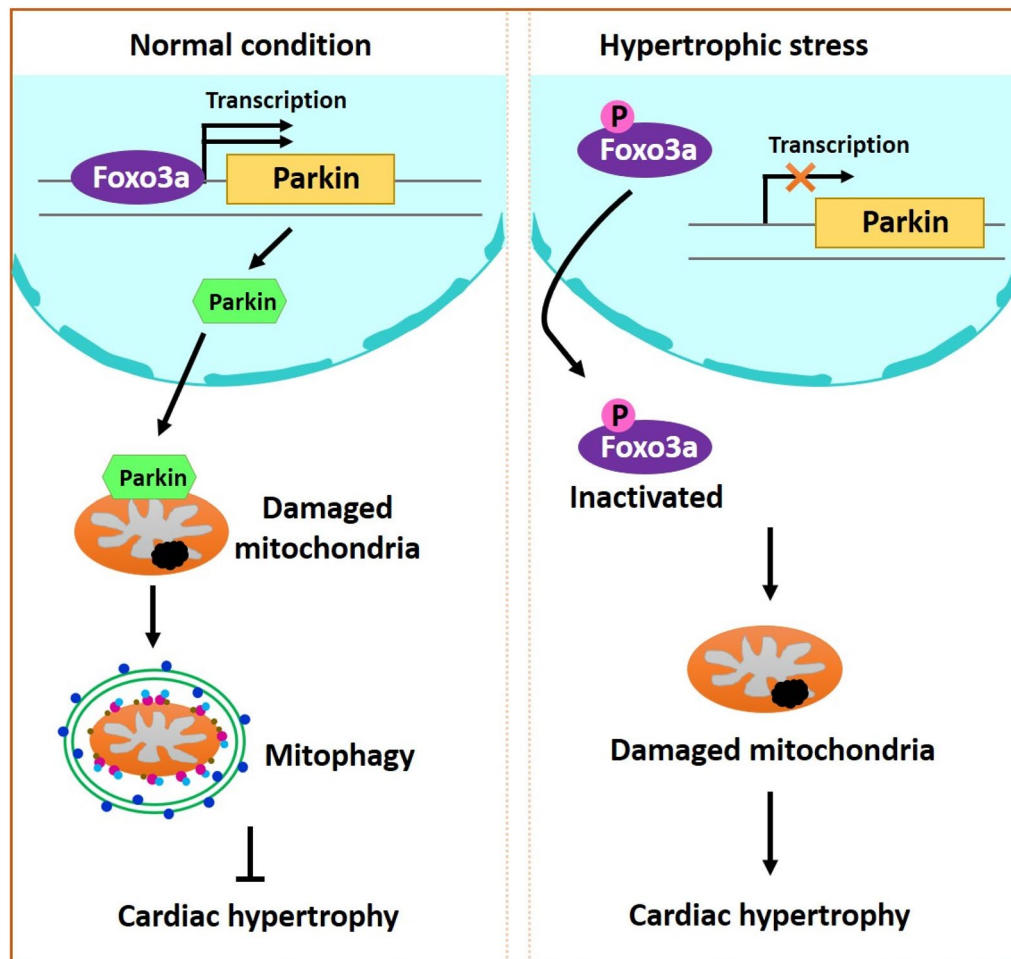 Normal condition
Transcription
Foxo3a
Parkin
Parkin
Parkin
Damaged
mitochondria
Mitophagy
Cardiac hypertrophy
Hypertrophic stress
P
Foxo3a
Transcription
Parkin
P
Foxo3a
Inactivated
Damaged mitochondria
Cardiac hypertrophy